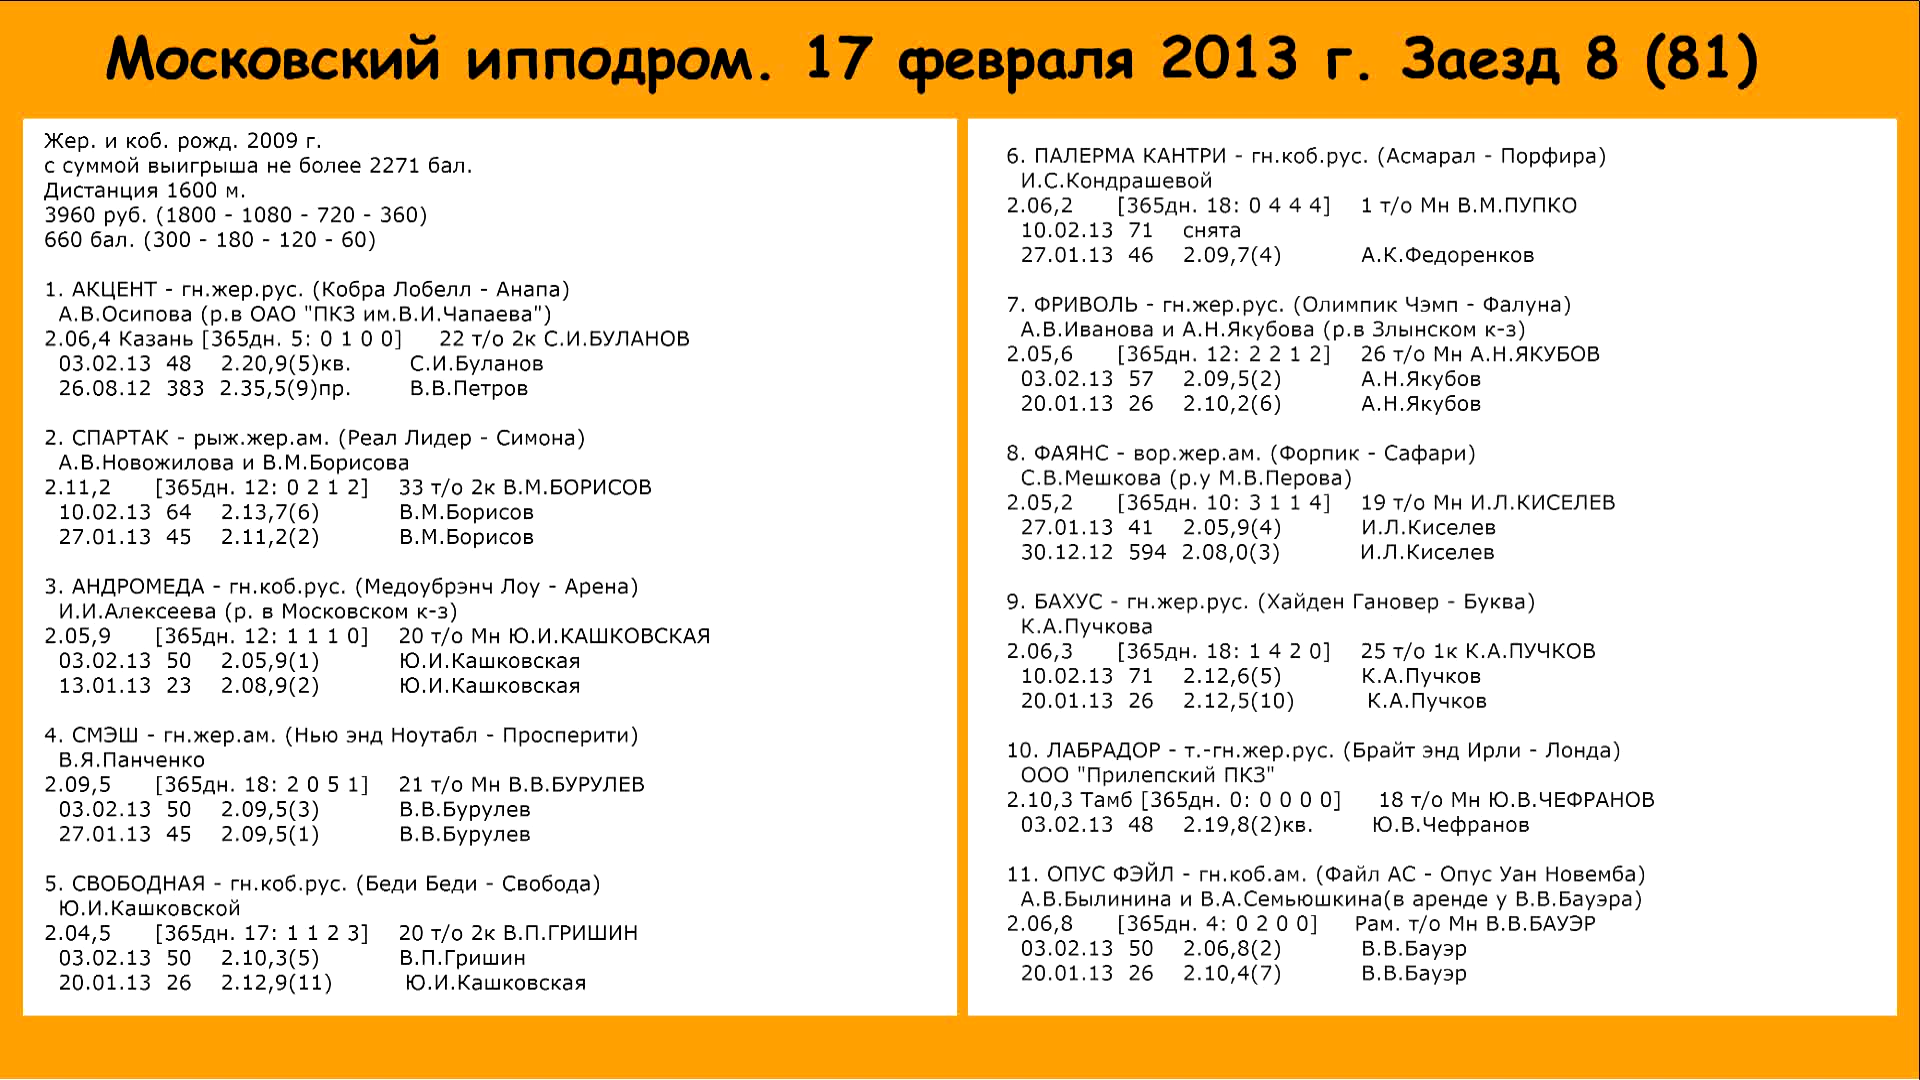 Московский ипподром. 17 февраля 2013 г. Заезд 8 (81)
Жер. и коб. рожд. 2009 г.
с суммой выигрыша не более 2271 бал.
Дистанция 1600 м.
3960 руб. (1800 - 1080 - 720 - 360)
660 бал. (300 - 180 - 120 - 60)
1. АКЦЕНТ - гн.жер.рус. (Кобра Лобелл - Анапа)
А.В.Осипова (р.в ОАО "ПКЗ им.В.И.Чапаева")
2.06,4 Казань [365дн. 5: 0 1 0 0] 22 т/о 2к С.И.БУЛАНОВ
03.02.13 48 2.20,9(5)кв. С.И.Буланов
26.08.12 383 2.35,5(9)пр. В.В.Петров
2. СПАРТАК - рыж.жер.ам. (Реал Лидер - Симона)
А.В.Новожилова и В.М.Борисова
2.11,2 [365дн. 12: 0 2 1 2] 33 т/о 2к В.М.БОРИСОВ
10.02.13 64 2.13,7(6) В.М.Борисов
27.01.13 45 2.11,2(2) В.М.Борисов
3. АНДРОМЕДА - гн.коб.рус. (Медоубрэнч Лоу - Арена)
И.И.Алексеева (р. в Московском к-з)
2.05,9 [365дн. 12: 1 1 1 0] 20 т/о Мн Ю.И.КАШКОВСКАЯ
03.02.13 50 2.05,9(1) Ю.И.Кашковская
13.01.13 23 2.08,9(2) Ю.И.Кашковская
4. СМЭШ - гн.жер.ам. (Нью энд Ноутабл - Просперити)
В.Я.Панченко
2.09,5 [365дн. 18: 2 0 5 1] 21 т/о Мн В.В.БУРУЛЕВ
03.02.13 50 2.09,5(3) В.В.Бурулев
27.01.13 45 2.09,5(1) В.В.Бурулев
5. СВОБОДНАЯ - гн.коб.рус. (Беди Беди - Свобода)
Ю.И.Кашковской
2.04,5 [365дн. 17: 1 1 2 3] 20 т/о 2к В.П.ГРИШИН
03.02.13 50 2.10,3(5) В.П.Гришин
20.01.13 26 2.12,9(11) Ю.И.Кашковская
6. ПАЛЕРМА КАНТРИ - гн.коб.рус. (Асмарал - Порфира)
И.С.Кондрашевой
2.06,2 [365дн. 18: 0 4 4 4] 1 т/о Мн В.М.ПУПКО
10.02.13 71 снята
27.01.13 46 2.09,7(4) А.К.Федоренков
7. ФРИВОЛЬ - гн.жер.рус. (Олимпик Чэмп - Фалуна)
А.В.Иванова и А.Н.Якубова (р.в Злынском к-з)
2.05,6 [365дн. 12: 2 2 1 2] 26 т/о Мн А.Н.ЯКУБОВ
03.02.13 57 2.09,5(2) А.Н.Якубов
20.01.13 26 2.10,2(6) А.Н.Якубов
8. ФАЯНС - вор.жер.ам. (Форпик - Сафари)
С.В.Мешкова (р.у М.В.Перова)
2.05,2 [365дн. 10: 3 1 1 4] 19 т/о Мн И.Л.КИСЕЛЕВ
27.01.13 41 2.05,9(4) И.Л.Киселев
30.12.12 594 2.08,0(3) И.Л.Киселев
9. БАХУС - гн.жер.рус. (Хайден Гановер - Буква)
К.А.Пучкова
2.06,3 [365дн. 18: 1 4 2 0] 25 т/о 1к К.А.ПУЧКОВ
10.02.13 71 2.12,6(5) К.А.Пучков
20.01.13 26 2.12,5(10) К.А.Пучков
10. ЛАБРАДОР - т.-гн.жер.рус. (Брайт энд Ирли - Лонда)
ООО "Прилепский ПКЗ"
2.10,3 Тамб [365дн. 0: 0 0 0 0] 18 т/о Мн Ю.В.ЧЕФРАНОВ
03.02.13 48 2.19,8(2)кв. Ю.В.Чефранов
11. ОПУС ФЭЙЛ - гн.коб.ам. (Файл АС - Опус Уан Новемба)
А.В.Былинина и В.А.Семьюшкина(в аренде у В.В.Бауэра)
2.06,8 [365дн. 4: 0 2 0 0] Рам. т/о Мн В.В.БАУЭР
03.02.13 50 2.06,8(2) В.В.Бауэр
20.01.13 26 2.10,4(7) В.В.Бауэр